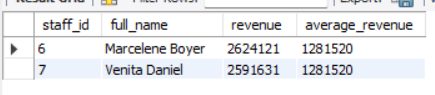 staff_id full_name revenue average_revenue
6 Marcelene Boyer 2624121 1281520
7 Venita Daniel 2591631 1281520